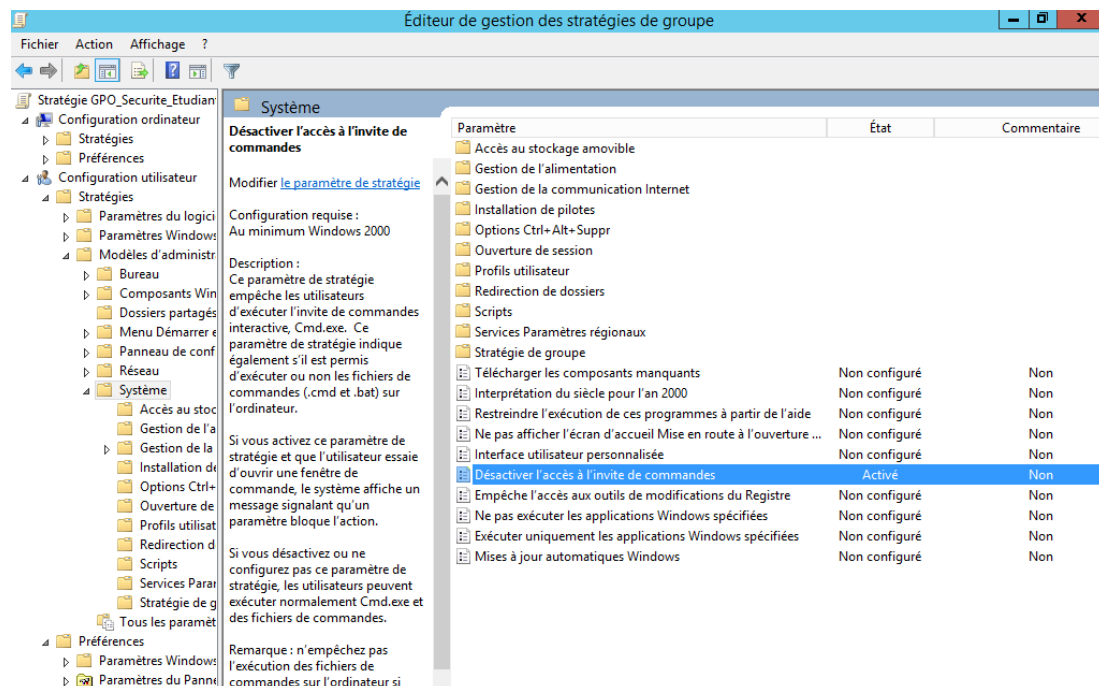 Éditeur de gestion des stratégies de groupe
Fichier Action Affichage ?
Stratégie GPO_Securite_Etudian
Configuration ordinateur
Stratégies
Préférences
Configuration utilisateur
Stratégies
Paramètres du logici
Paramètres Windows
Modèles d'administr
Bureau
Composants Win
Dossiers partagés
Menu Démarrer e
Panneau de conf
Réseau
Système
Accès au stoc
Gestion de l'a
Gestion de la
Installation de
Options Ctrl+
Ouverture de
Profils utilisat
Redirection d
Scripts
Services Parar
Stratégie de g
Tous les paramèt
Préférences
Paramètres Windows
Paramètres du Panne
Système
Désactiver l'accès à l'invite de
commandes
Modifier le paramètre de stratégie
Configuration requise :
Au minimum Windows 2000
Description :
Ce paramètre de stratégie
empêche les utilisateurs
d'exécuter l'invite de commandes
interactive, Cmd.exe. Ce
paramètre de stratégie indique
également s'il est permis
d'exécuter ou non les fichiers de
commandes (.cmd et .bat) sur
l'ordinateur.
Si vous activez ce paramètre de
stratégie et que l'utilisateur essaie
d'ouvrir une fenêtre de
commande, le système affiche un
message signalant qu'un
paramètre bloque l'action.
Si vous désactivez ou ne
configurez pas ce paramètre de
stratégie, les utilisateurs peuvent
exécuter normalement Cmd.exe et
des fichiers de commandes.
Remarque : n'empêchez pas
l'exécution des fichiers de
commandes sur l'ordinateur si
Paramètre État Commentaire
Accès au stockage amovible
Gestion de l'alimentation
Gestion de la communication Internet
Installation de pilotes
Options Ctrl+Alt+Suppr
Ouverture de session
Profils utilisateur
Redirection de dossiers
Scripts
Services Paramètres régionaux
Stratégie de groupe
Télécharger les composants manquants Non configuré Non
Interprétation du siècle pour l'an 2000 Non configuré Non
Restreindre l'exécution de ces programmes à partir de l'aide Non configuré Non
Ne pas afficher l'écran d'accueil Mise en route à l'ouverture ... Non configuré Non
Interface utilisateur personnalisée Non configuré Non
Désactiver l'accès à l'invite de commandes Activé Non
Empêche l'accès aux outils de modifications du Registre Non configuré Non
Ne pas exécuter les applications Windows spécifiées Non configuré Non
Exécuter uniquement les applications Windows spécifiées Non configuré Non
Mises à jour automatiques Windows Non configuré Non